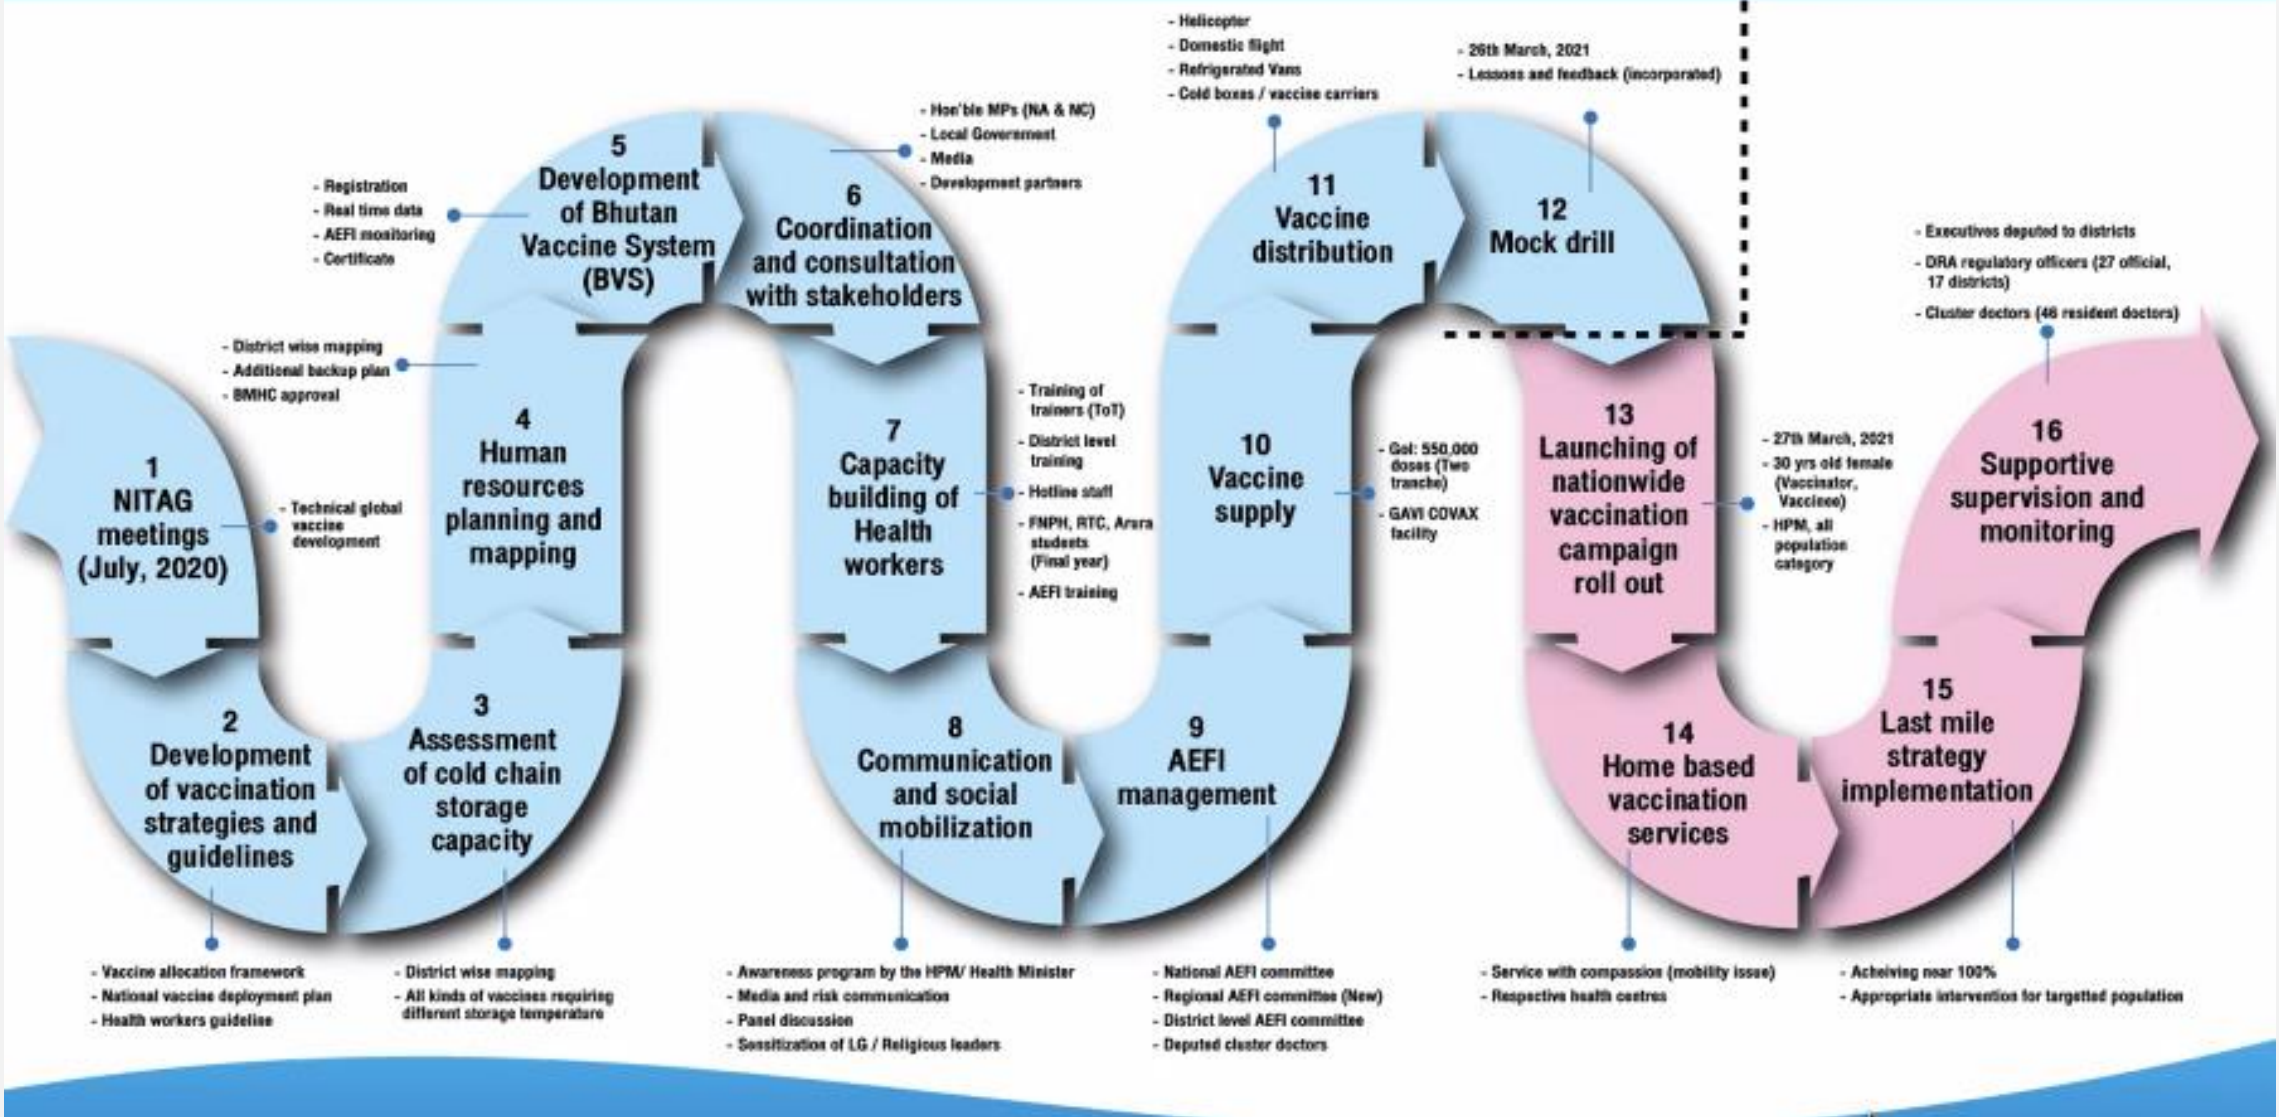 1
NITAG
meetings
(July, 2020)
- Technical global
vaccine
development
2
Development
of vaccination
strategies and
guidelines
- Vaccine allocation framework
- National vaccine deployment plan
- Health workers guideline
3
Assessment
of cold chain
storage
capacity
- District wise mapping
- All kinds of vaccines requiring
different storage temperature
4
Human
resources
planning and
mapping
- District wise mapping
- Additional backup plan
- BMHC approval
5
Development
of Bhutan
Vaccine System
(BVS)
- Registration
- Real time data
- AEFI monitoring
- Certificate
6
Coordination
and consultation
with stakeholders
- Hon'ble MPs (NA & NC)
- Local Government
- Media
- Development partners
7
Capacity
building of
Health
workers
- Training of
trainers (ToT)
- District level
training
- Hotline staff
- FNPH, RTC, Arura
students
(Final year)
- AEFI training
8
Communication
and social
mobilization
- Awareness program by the HPM/ Health Minister
- Media and risk communication
- Panel discussion
- Sensitization of LG / Religious leaders
9
AEFI
management
- National AEFI committee
- Regional AEFI committee (New)
- District level AEFI committee
- Deputed cluster doctors
10
Vaccine
supply
- GoI: 550,000
doses (Two
tranche)
- GAVI COVAX
facility
11
Vaccine
distribution
- Helicopter
- Domestic flight
- Refrigerated Vans
- Cold boxes / vaccine carriers
12
Mock drill
- 26th March, 2021
- Lessons and feedback (incorporated)
13
Launching of
nationwide
vaccination
campaign
roll out
- 27th March, 2021
- 30 yrs old female
(Vaccinator,
Vaccinee)
- HPM, all
population
category
14
Home based
vaccination
services
- Service with compassion (mobility issue)
- Respective health centres
15
Last mile
strategy
implementation
- Acheiving near 100%
- Appropriate intervention for targetted population
16
Supportive
supervision and
monitoring
- Executives deputed to districts
- DRA regulatory officers (27 official,
17 districts)
- Cluster doctors (46 resident doctors)